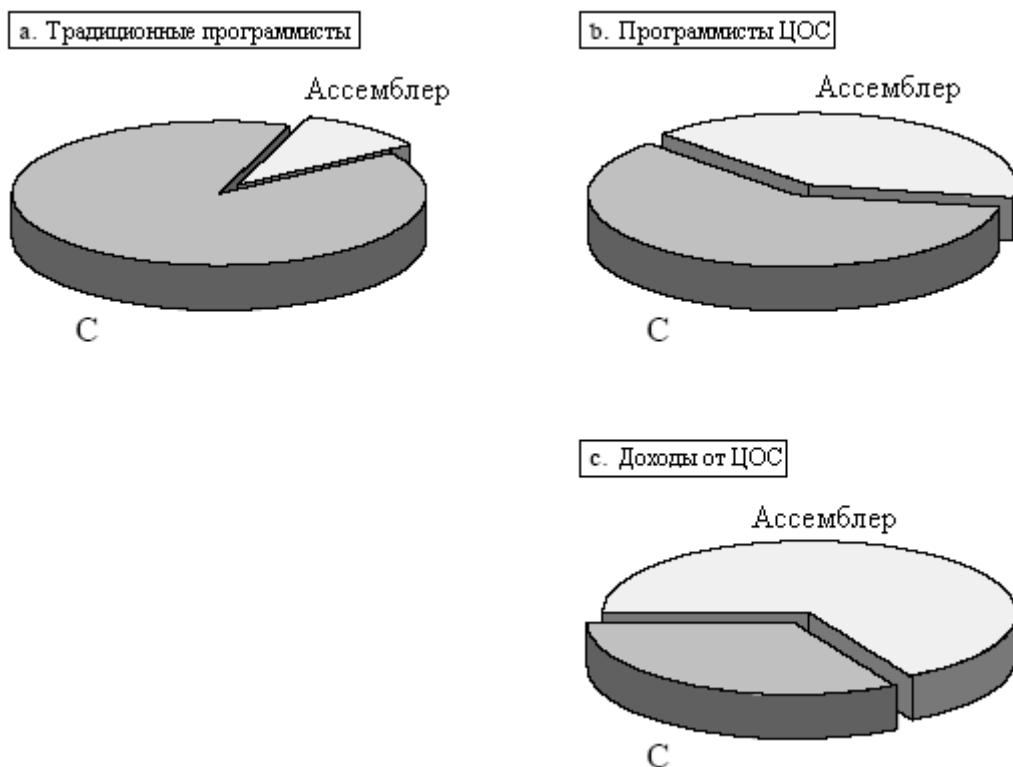 a. Традиционные программисты
Ассемблер
C
b. Программисты ЦОС
Ассемблер
C
c. Доходы от ЦОС
Ассемблер
C